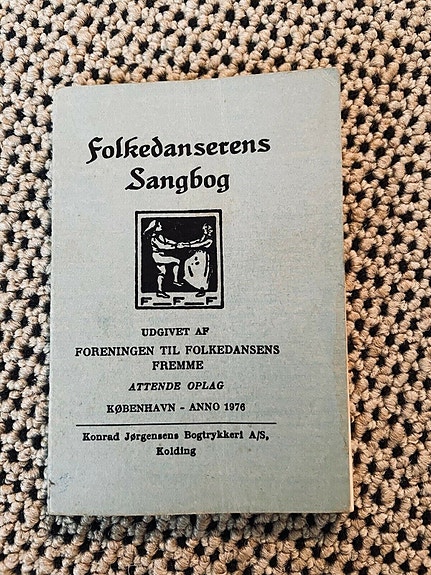 Folkedanserens
Sangbog
F F F
UDGIVET AF
FORENINGEN TIL FOLKEDANSENS
FREMME
ATTENDE OPLAG
KØBENHAVN - ANNO 1976
Konrad Jørgensens Bogtrykkeri A/S,
Kolding